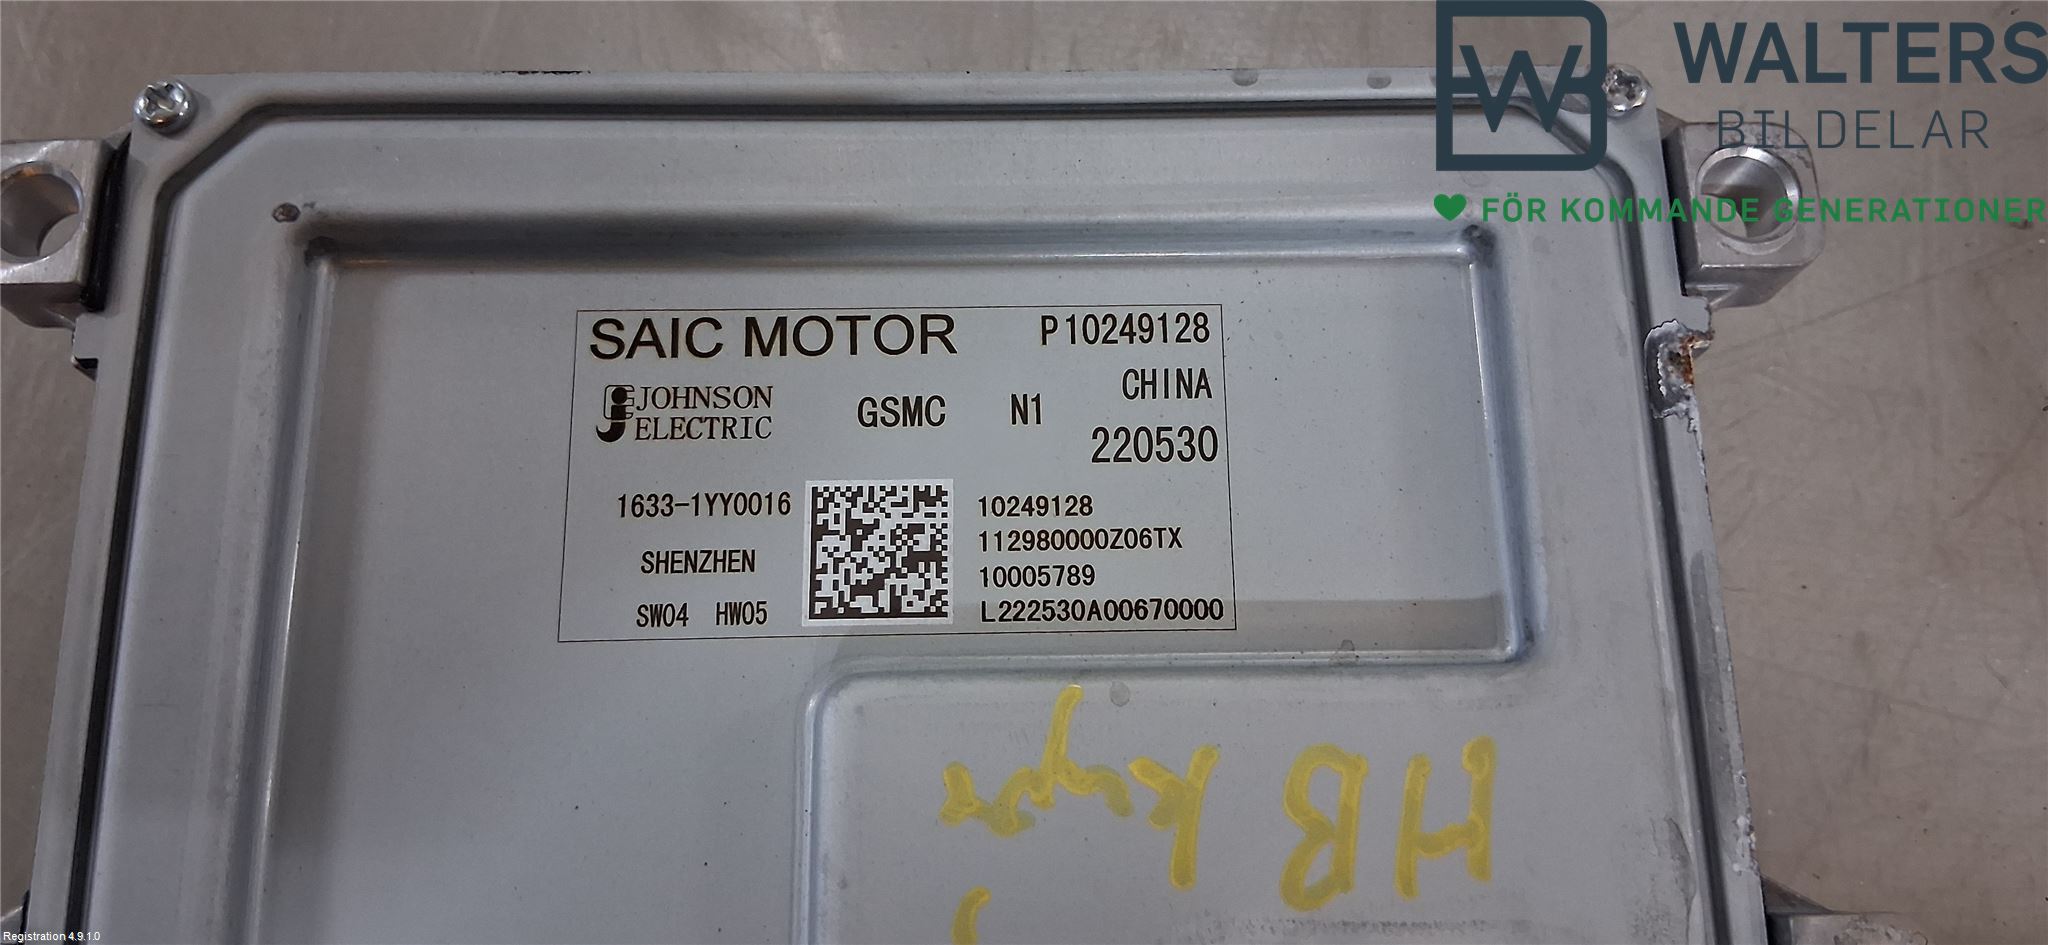 WALTERS
BILDELAR
FÖR KOMMANDE GENERATIONER
SAIC MOTOR P10249128
JOHNSON ELECTRIC GSMC N1 CHINA
220530
1633-1YY0016
SHENZHEN
SW04 HW05
10249128
112980000Z06TX
10005789
L222530A00670000
HB
Registration 4.9.1.0